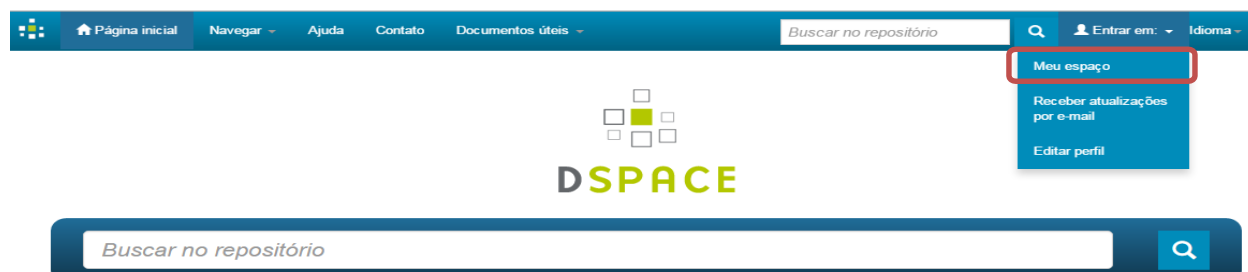 Página inicial Navegar Ajuda Contato Documentos úteis Buscar no repositório Entrar em: Idioma
Meu espaço
Receber atualizações
por e-mail
Editar perfil
DSPACE
Buscar no repositório